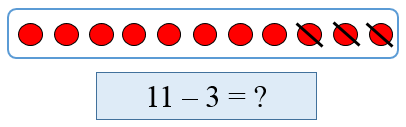 11 – 3 = ?